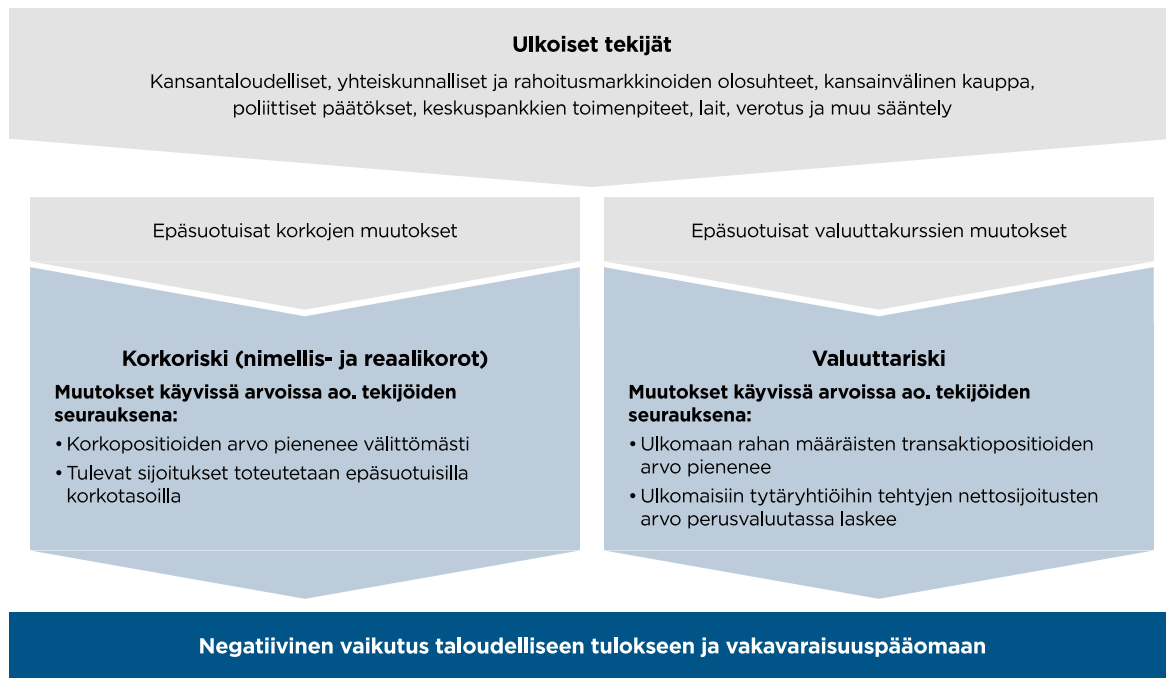 Ulkoiset tekijät
Kansantaloudelliset, yhteiskunnalliset ja rahoitusmarkkinoiden olosuhteet, kansainvälinen kauppa,
poliittiset päätökset, keskuspankkien toimenpiteet, lait, verotus ja muu sääntely
Epäsuotuisat korkojen muutokset
Korkoriski (nimellis- ja reaalikorot)
Muutokset käyvissä arvoissa ao. tekijöiden
seurauksena:
• Korkopositioiden arvo pienenee välittömästi
• Tulevat sijoitukset toteutetaan epäsuotuisilla
korkotasoilla
Epäsuotuisat valuuttakurssien muutokset
Valuuttariski
Muutokset käyvissä arvoissa ao. tekijöiden
seurauksena:
• Ulkomaan rahan määräisten transaktiopositioiden
arvo pienenee
• Ulkomaisiin tytäryhtiöihin tehtyjen nettosijoitusten
arvo perusvaluutassa laskee
Negatiivinen vaikutus taloudelliseen tulokseen ja vakavaraisuuspääomaan